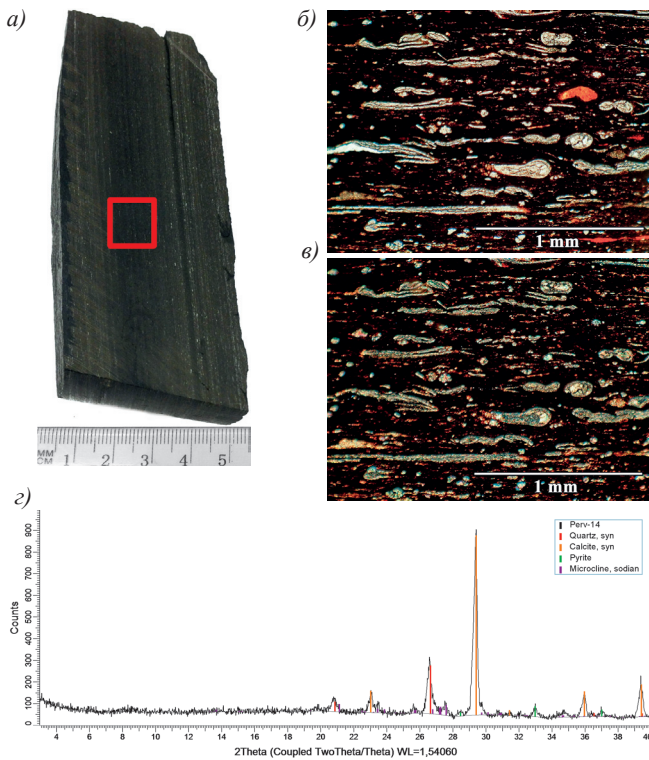 а)
б)
1 mm
в)
1 mm
MM
CM 1 2 3 4 5
г)
Perv-14
Quartz, syn
Calcite, syn
Pyrite
Microcline, sodian
Counts
900
800
700
600
500
400
300
200
100
0
4 6 8 10 12 14 16 18 20 22 24 26 28 30 32 34 36 38 40
2Theta (Coupled TwoTheta/Theta) WL=1,54060